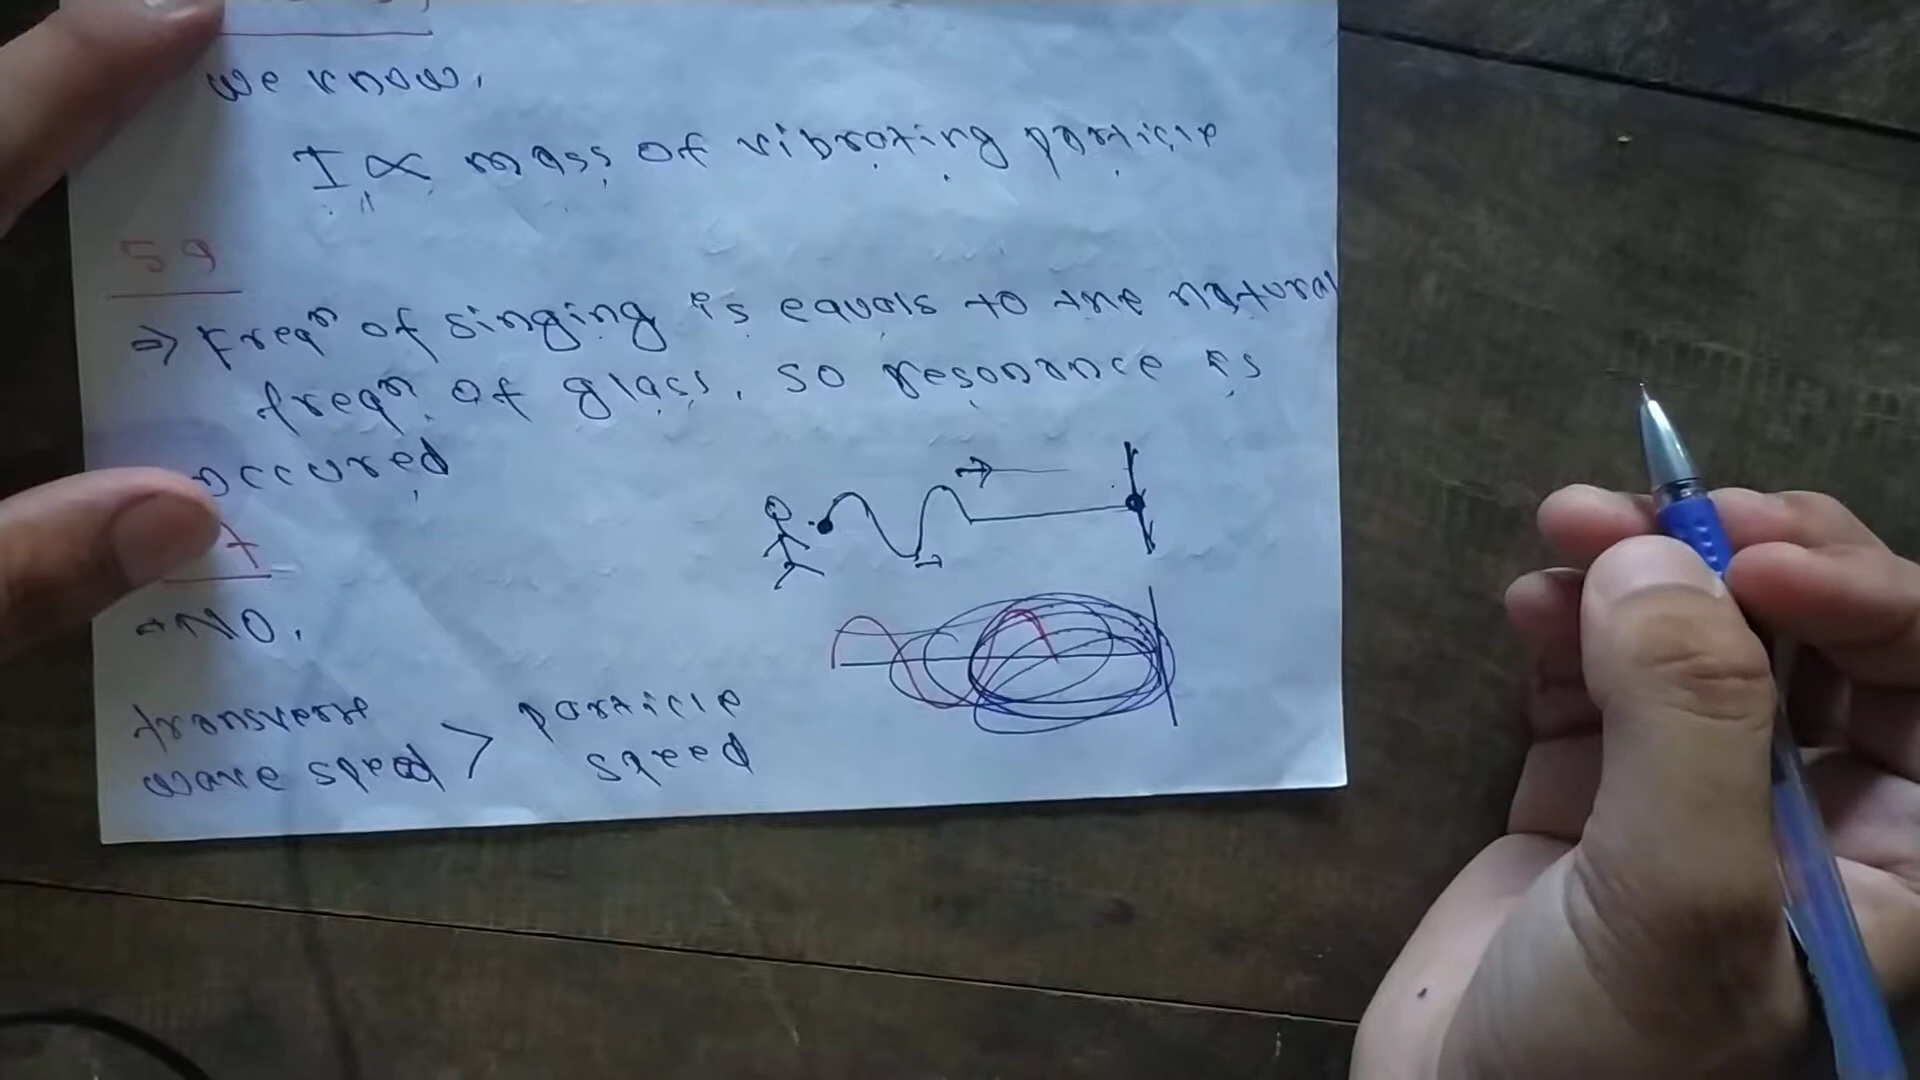 we know,
I ∝ mass of vibrating particle
59
⇒ Freqⁿ of singing is equals to the natural
freqⁿ of glass, so resonance is
occured
NO.
transverse
wave speed > particle
speed